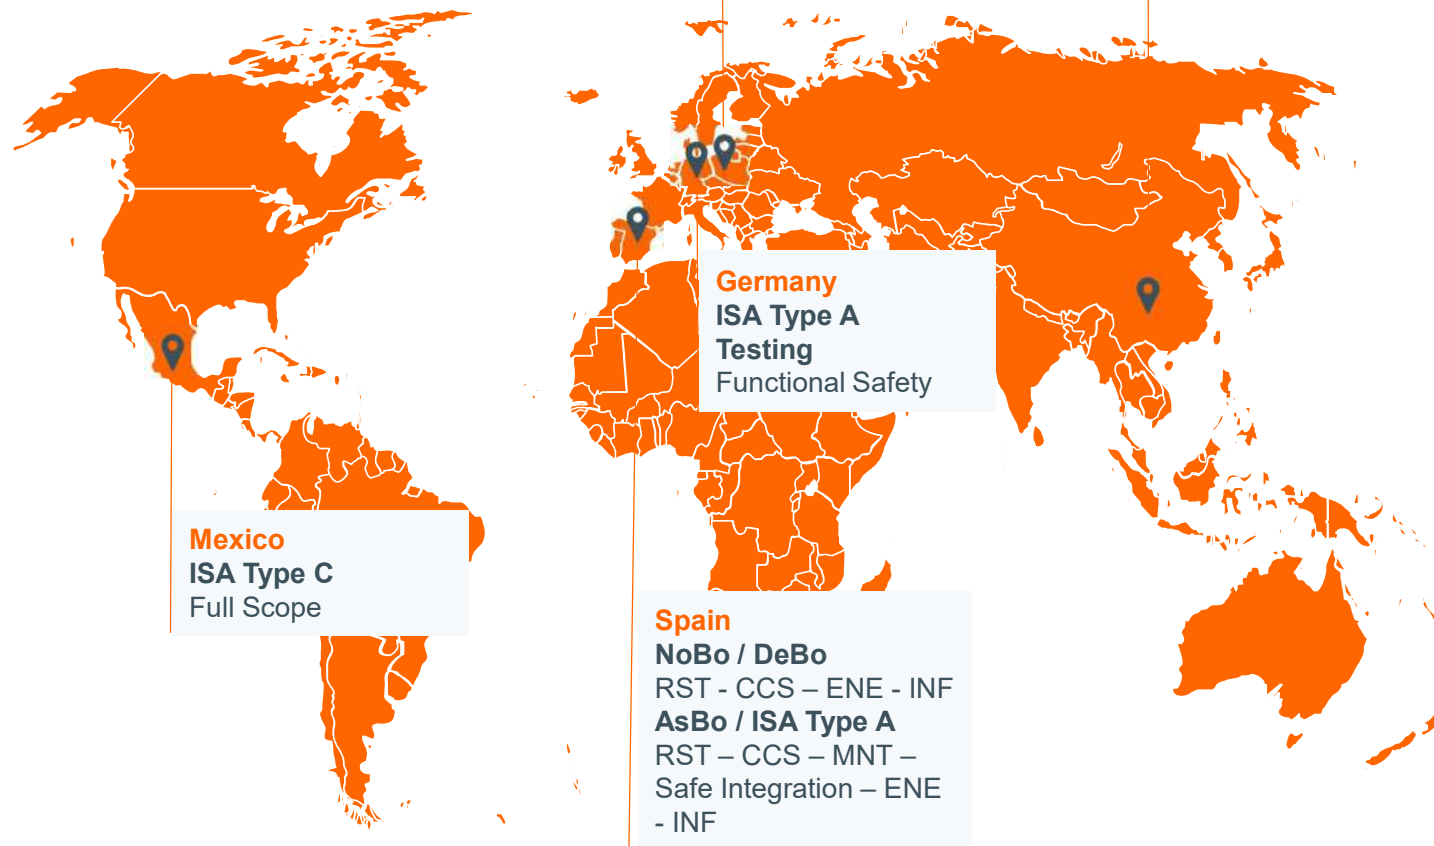 Germany
ISA Type A
Testing
Functional Safety
Mexico
ISA Type C
Full Scope
Spain
NoBo / DeBo
RST - CCS – ENE - INF
AsBo / ISA Type A
RST – CCS – MNT –
Safe Integration – ENE
- INF